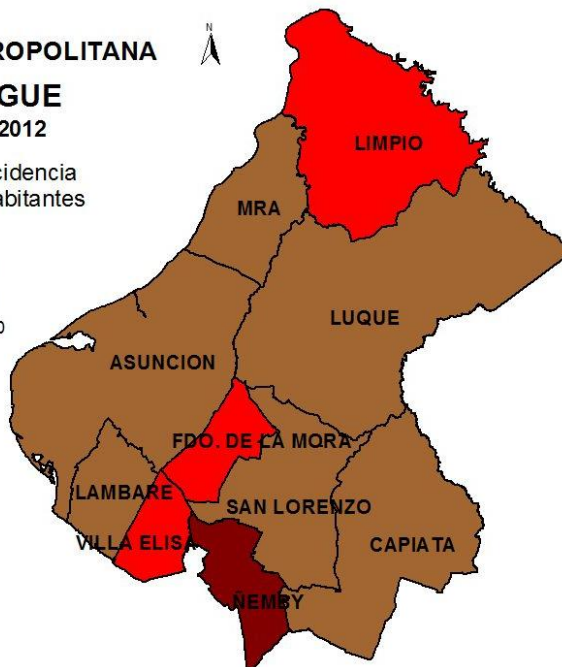 ROPOLITANA
GUE
2012
cidencia
abitantes
N
LIMPIO
MRA
LUQUE
ASUNCION
FDO. DE LA MORA
LAMBARE
SAN LORENZO
VILLA ELISA
CAPIATA
ÑEMBY